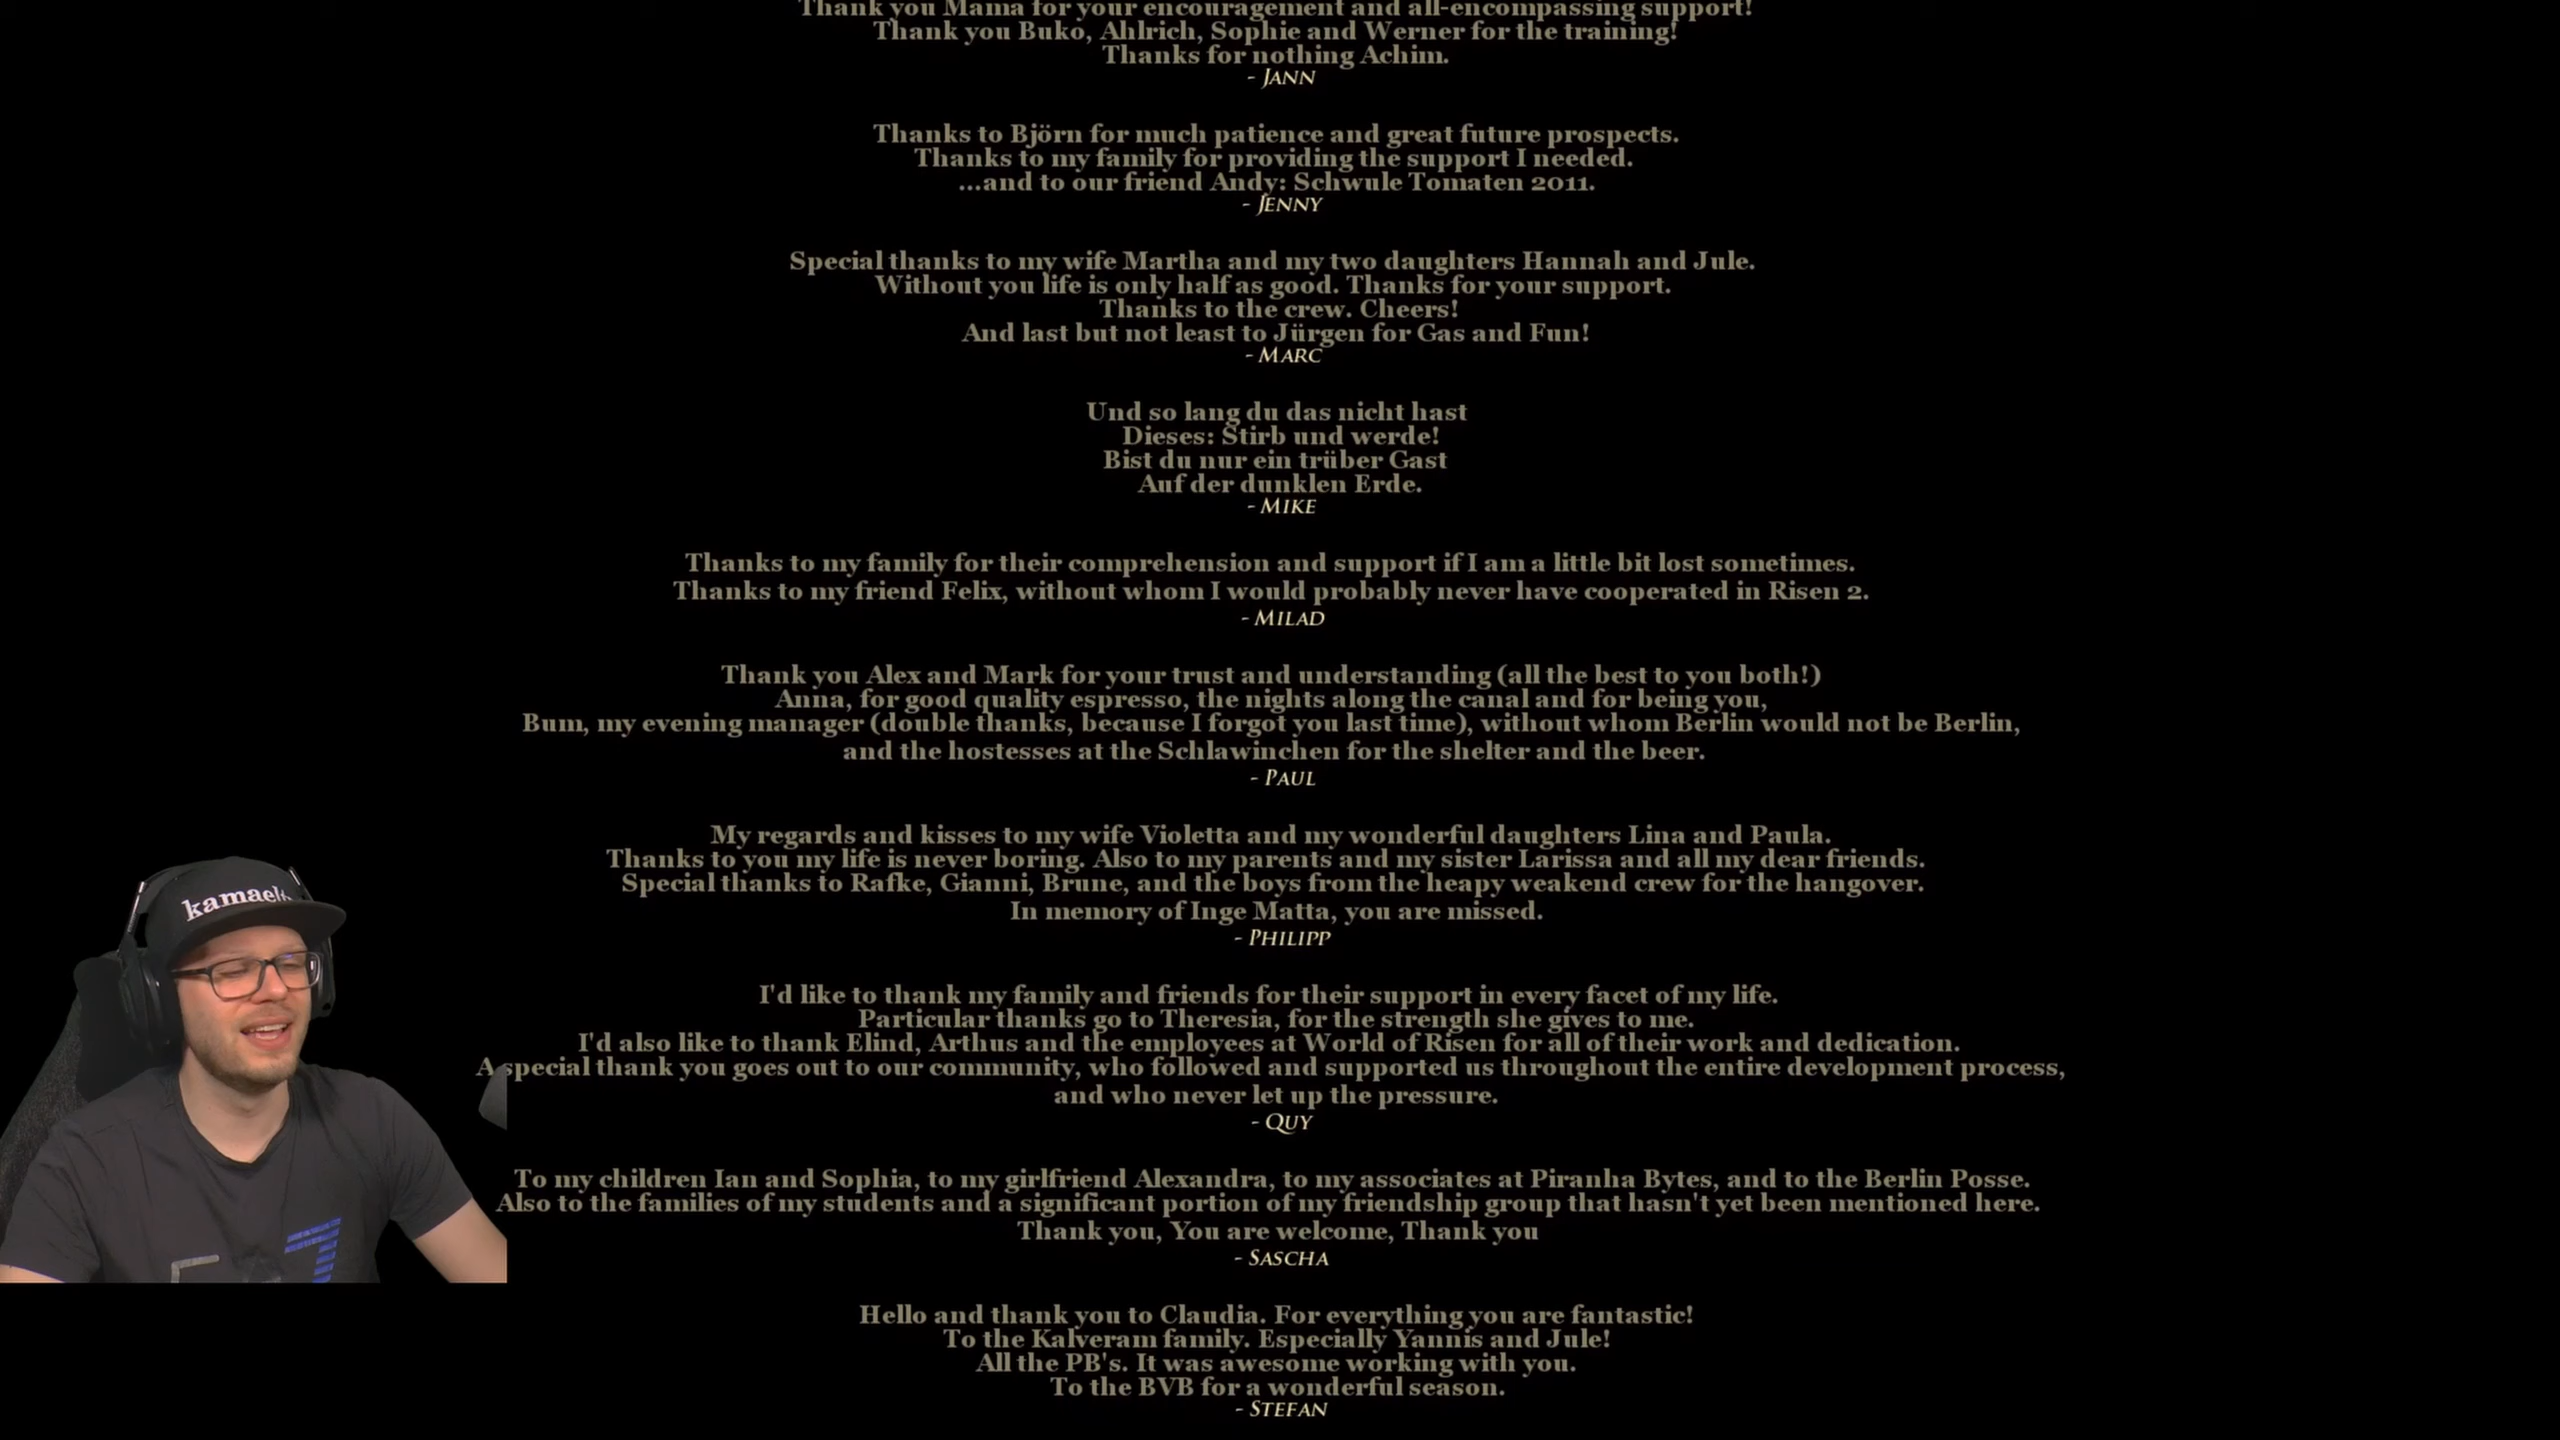 Thank you Mama for your encouragement and all-encompassing support!
Thank you Buko, Ahlrich, Sophie and Werner for the training!
Thanks for nothing Achim.
- JANN
Thanks to Björn for much patience and great future prospects.
Thanks to my family for providing the support I needed.
...and to our friend Andy: Schwule Tomaten 2011.
- JENNY
Special thanks to my wife Martha and my two daughters Hannah and Jule.
Without you life is only half as good. Thanks for your support.
Thanks to the crew. Cheers!
And last but not least to Jürgen for Gas and Fun!
- MARC
Und so lang du das nicht hast
Dieses: Stirb und werde!
Bist du nur ein trüber Gast
Auf der dunklen Erde.
- MIKE
Thanks to my family for their comprehension and support if I am a little bit lost sometimes.
Thanks to my friend Felix, without whom I would probably never have cooperated in Risen 2.
- MILAD
Thank you Alex and Mark for your trust and understanding (all the best to you both!)
Anna, for good quality espresso, the nights along the canal and for being you,
Bum, my evening manager (double thanks, because I forgot you last time), without whom Berlin would not be Berlin,
and the hostesses at the Schlawinchen for the shelter and the beer.
- PAUL
My regards and kisses to my wife Violetta and my wonderful daughters Lina and Paula.
Thanks to you my life is never boring. Also to my parents and my sister Larissa and all my dear friends.
Special thanks to Rafke, Gianni, Brune, and the boys from the heapy weakend crew for the hangover.
In memory of Inge Matta, you are missed.
- PHILIPP
I'd like to thank my family and friends for their support in every facet of my life.
Particular thanks go to Theresia, for the strength she gives to me.
I'd also like to thank Elind, Arthus and the employees at World of Risen for all of their work and dedication.
A special thank you goes out to our community, who followed and supported us throughout the entire development process,
and who never let up the pressure.
- QUY
To my children Ian and Sophia, to my girlfriend Alexandra, to my associates at Piranha Bytes, and to the Berlin Posse.
Also to the families of my students and a significant portion of my friendship group that hasn't yet been mentioned here.
Thank you, You are welcome, Thank you
- SASCHA
Hello and thank you to Claudia. For everything you are fantastic!
To the Kalveram family. Especially Yannis and Jule!
All the PB's. It was awesome working with you.
To the BVB for a wonderful season.
- STEFAN